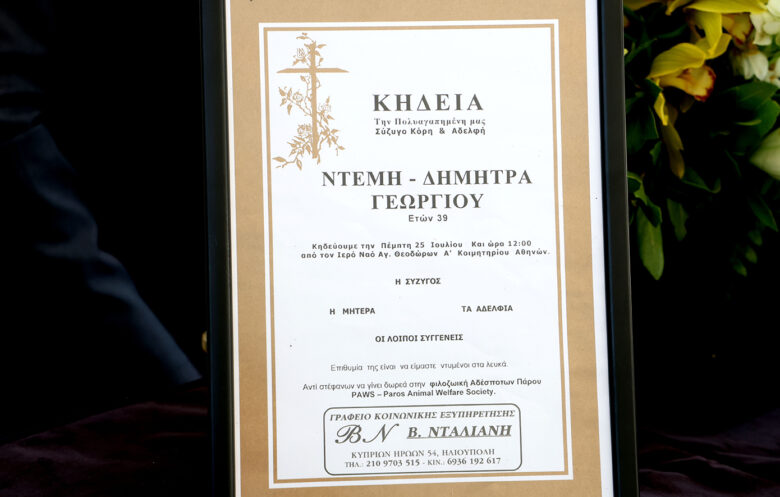 ΚΗΔΕΙΑ
Την Πολυαγαπημένη μας
Σύζυγο Κόρη & Αδελφή
ΝΤΕΜΗ - ΔΗΜΗΤΡΑ
ΓΕΩΡΓΙΟΥ
Ετών 39
Κηδεύουμε την Πέμπτη 25 Ιουλίου Και ώρα 12:00
από τον Ιερό Ναό Αγ. Θεοδώρων Α' Κοιμητηρίου Αθηνών.
Η ΣΥΖΥΓΟΣ
Η ΜΗΤΕΡΑ ΤΑ ΑΔΕΛΦΙΑ
ΟΙ ΛΟΙΠΟΙ ΣΥΓΓΕΝΕΙΣ
Επιθυμία της είναι να είμαστε ντυμένοι στα λευκά.
Αντί στέφανων να γίνει δωρεά στην φιλοζωική Αδέσποτων Πάρου
PAWS – Paros Animal Welfare Society.
ΓΡΑΦΕΙΟ ΚΟΙΝΩΝΙΚΗΣ ΕΞΥΠΗΡΕΤΗΣΗΣ
ΒΝ Β. ΝΤΑΛΙΑΝΗ
ΚΥΠΡΙΩΝ ΗΡΩΩΝ 54, ΗΛΙΟΥΠΟΛΗ
ΤΗΛ.: 210 9703 515 - ΚΙΝ.: 6936 192 617